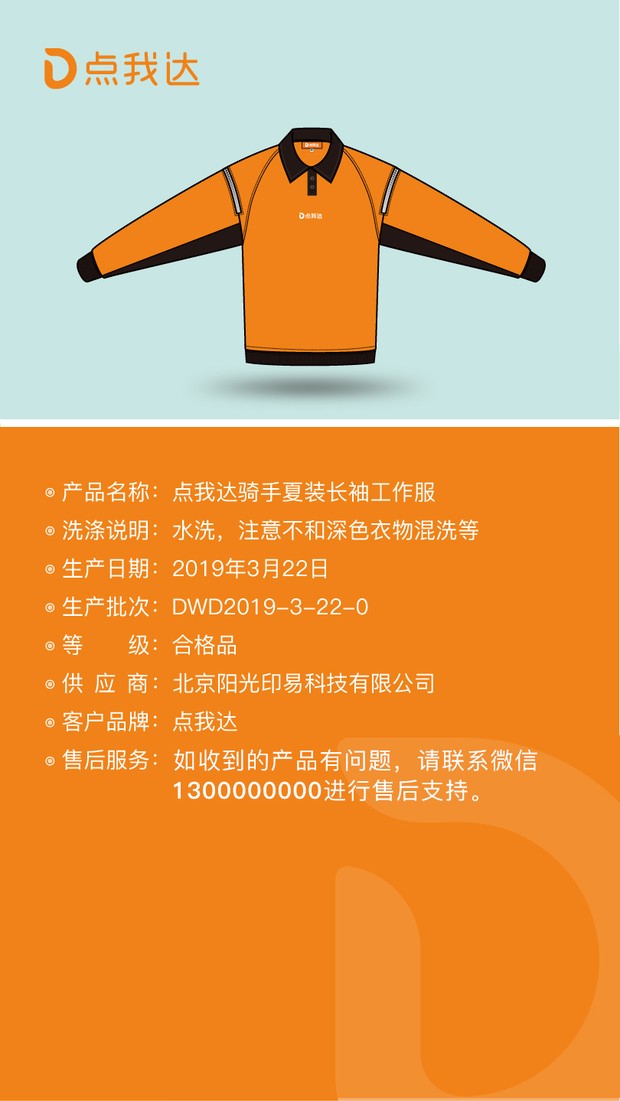 点我达
点我达
产品名称：点我达骑手夏装长袖工作服
洗涤说明：水洗，注意不和深色衣物混洗等
生产日期：2019年3月22日
生产批次：DWD2019-3-22-0
等级：合格品
供应商：北京阳光印易科技有限公司
客户品牌：点我达
售后服务：如收到的产品有问题，请联系微信
1300000000进行售后支持。